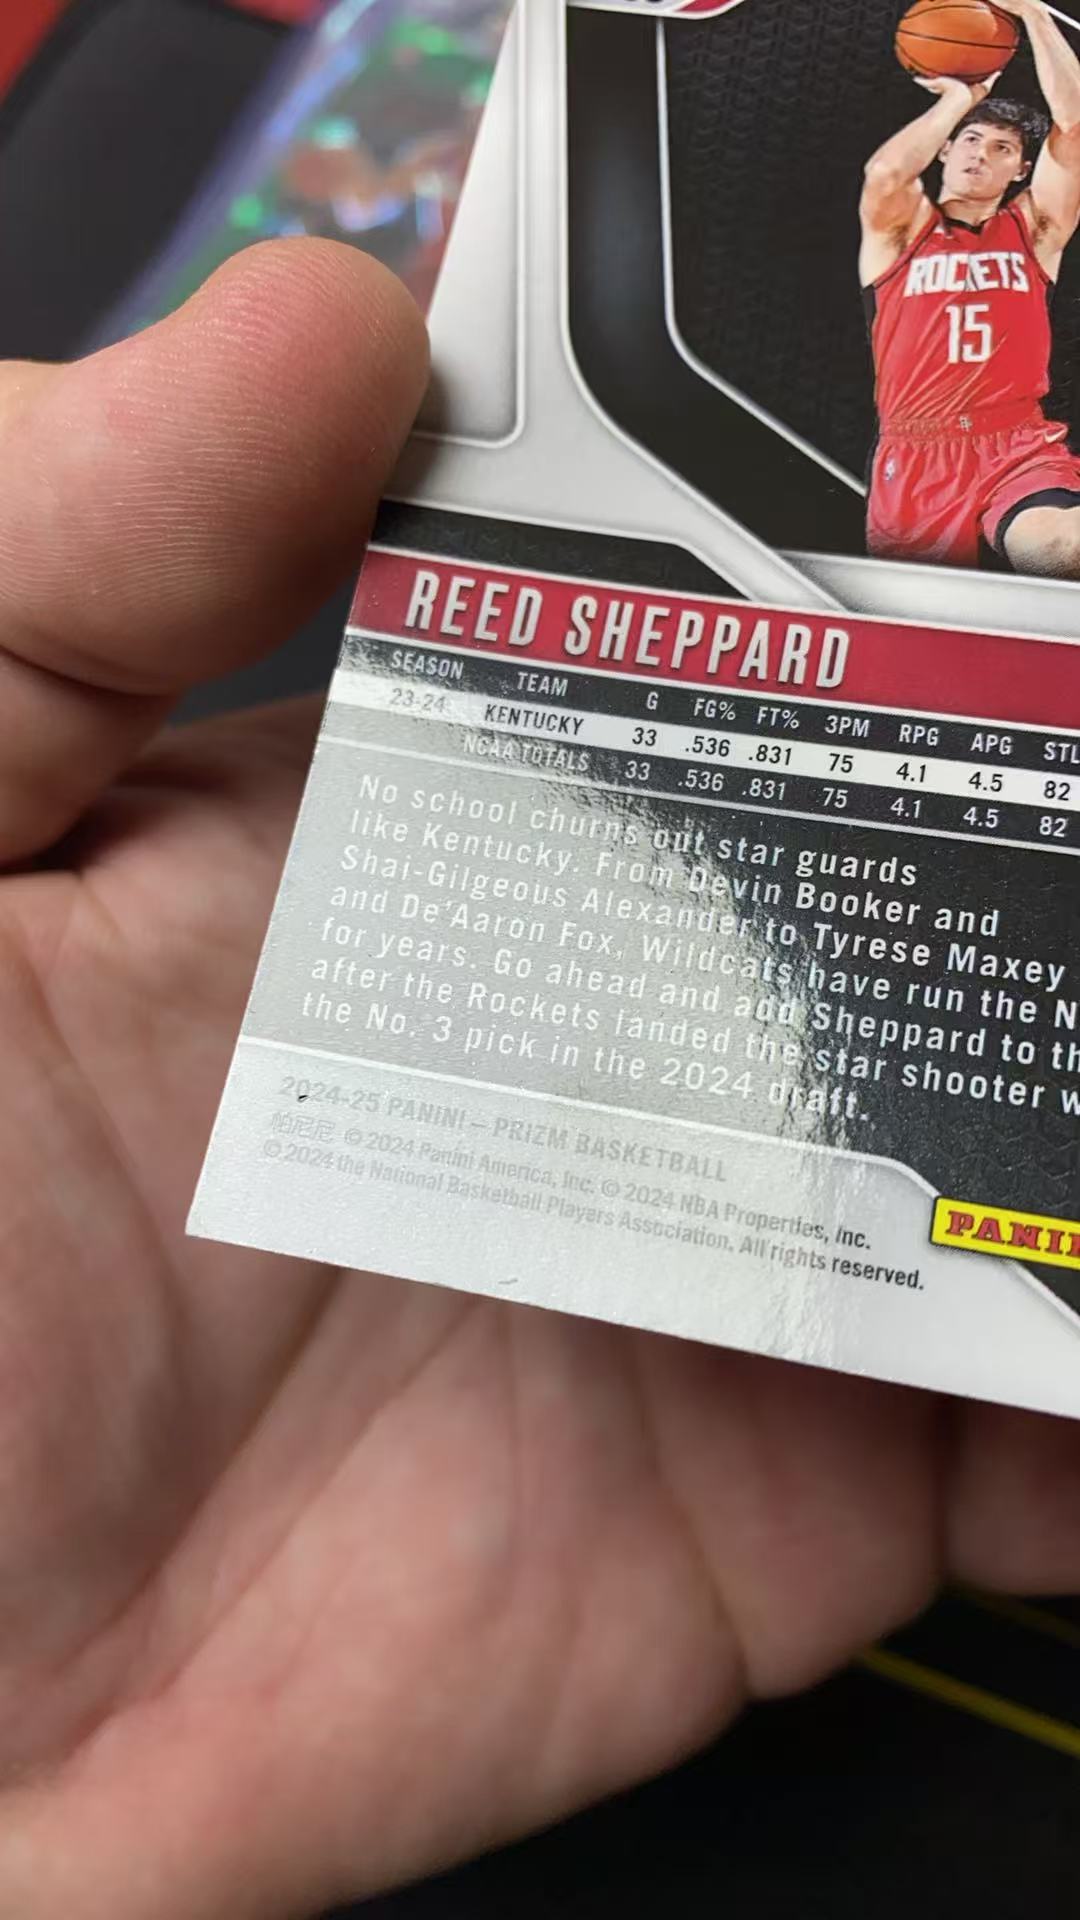 ROCKETS
15
REED SHEPPARD
SEASON TEAM G FG% FT% 3PM RPG APG STL
23-24 KENTUCKY 33 .536 .831 75 4.1 4.5 82
NCAA TOTALS 33 .536 .831 75 4.1 4.5 82
No school churns out star guards
like Kentucky. From Devin Booker and
Shai-Gilgeous Alexander to Tyrese Maxey
and De'Aaron Fox, Wildcats have run the N
for years. Go ahead and add Sheppard to th
after the Rockets landed the star shooter w
the No. 3 pick in the 2024 draft.
2024-25 PANINI – PRIZM BASKETBALL
帕尼尼 © 2024 Panini America, Inc. © 2024 NBA Properties, Inc.
© 2024 the National Basketball Players Association. All rights reserved.
PANI